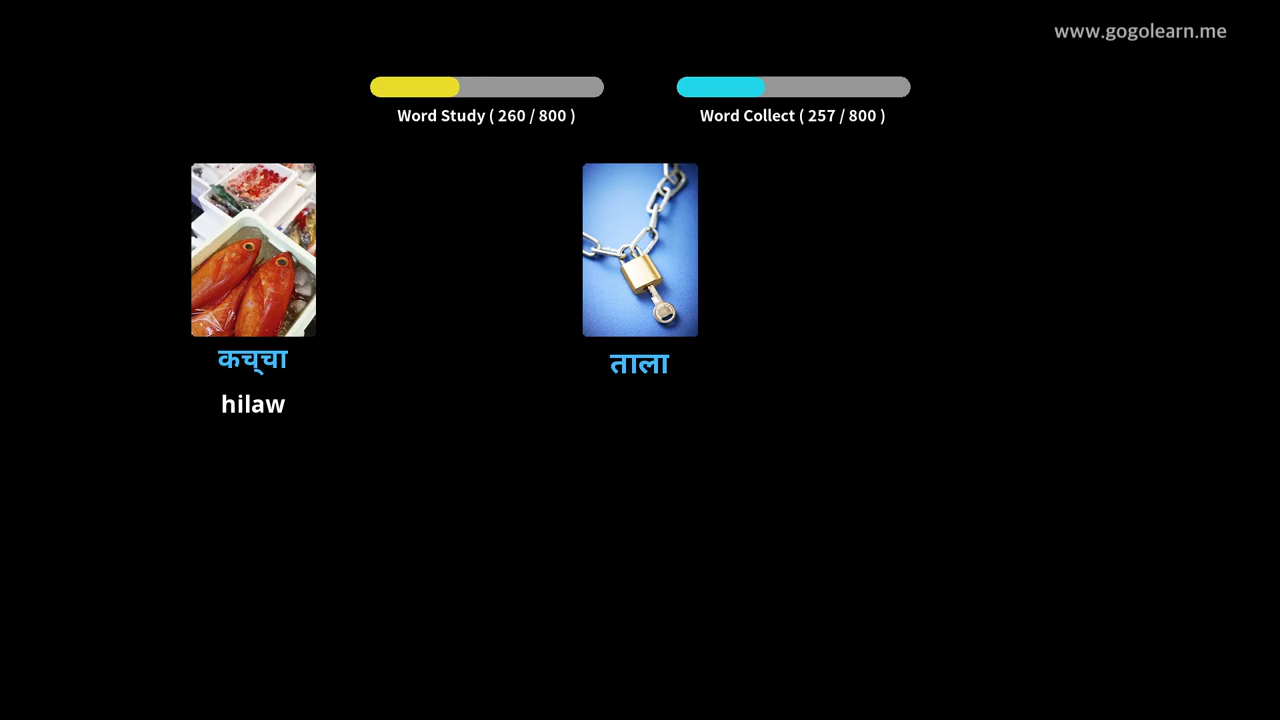 www.gogolearn.me
Word Study ( 260 / 800 )
Word Collect ( 257 / 800 )
कच्चा
hilaw
ताला